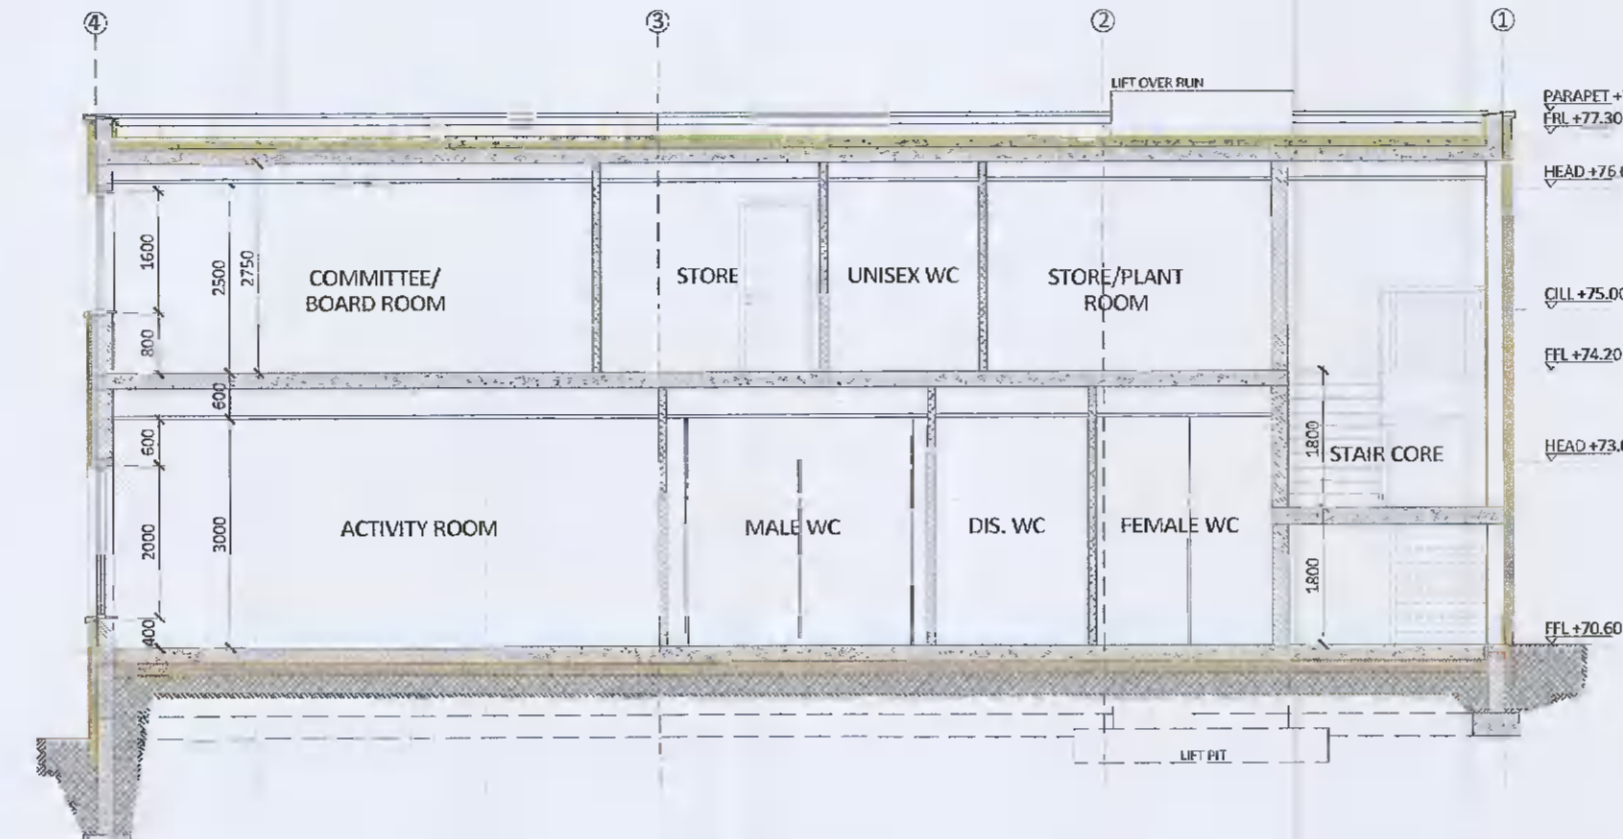 4
3
2
1
LIFT OVER RUN
PARAPET +
FRL +77.30
HEAD +76.
CILL +75.00
FFL +74.20
HEAD +73.
FFL +70.60
1600
2500
2750
800
600
600
2000
3000
400
1800
1800
COMMITTEE/
BOARD ROOM
STORE
UNISEX WC
STORE/PLANT
ROOM
STAIR CORE
ACTIVITY ROOM
MALE WC
DIS. WC
FEMALE WC
LIFT PIT